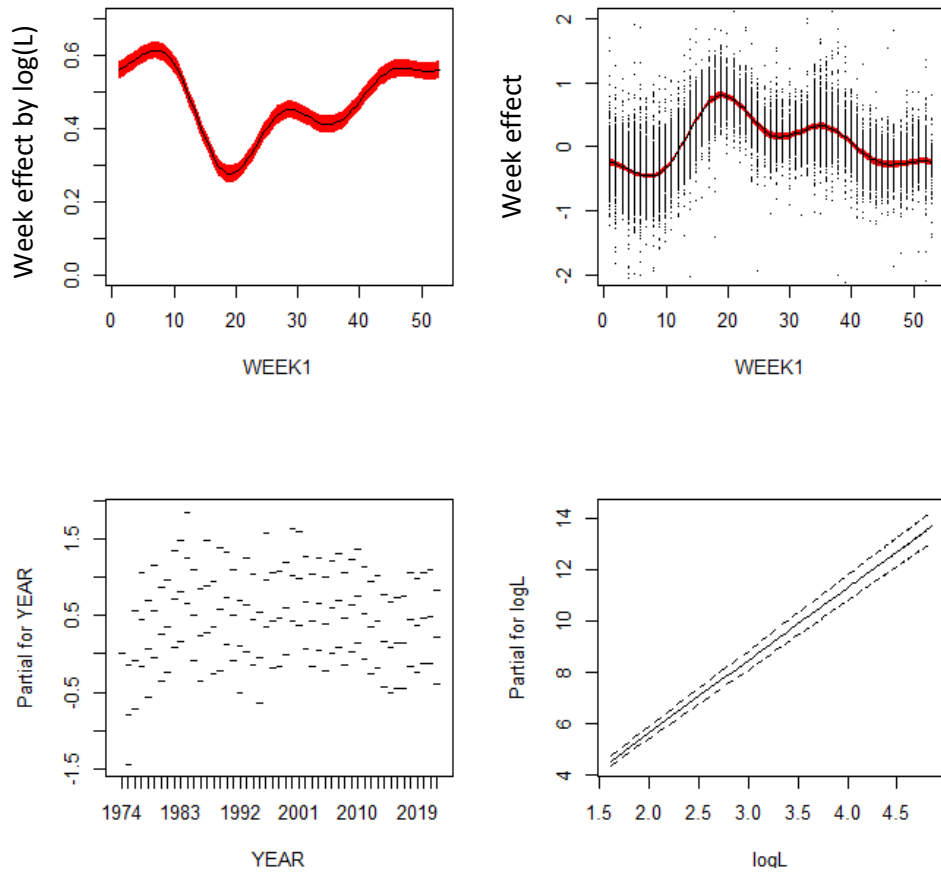 Week effect by log(L)
0.6
0.4
0.2
0.0
0 10 20 30 40 50
WEEK1
Week effect
2
1
0
-1
-2
0 10 20 30 40 50
WEEK1
Partial for YEAR
1.5
0.5
-0.5
-1.5
1974 1983 1992 2001 2010 2019
YEAR
Partial for logL
14
12
10
8
6
4
1.5 2.0 2.5 3.0 3.5 4.0 4.5
logL